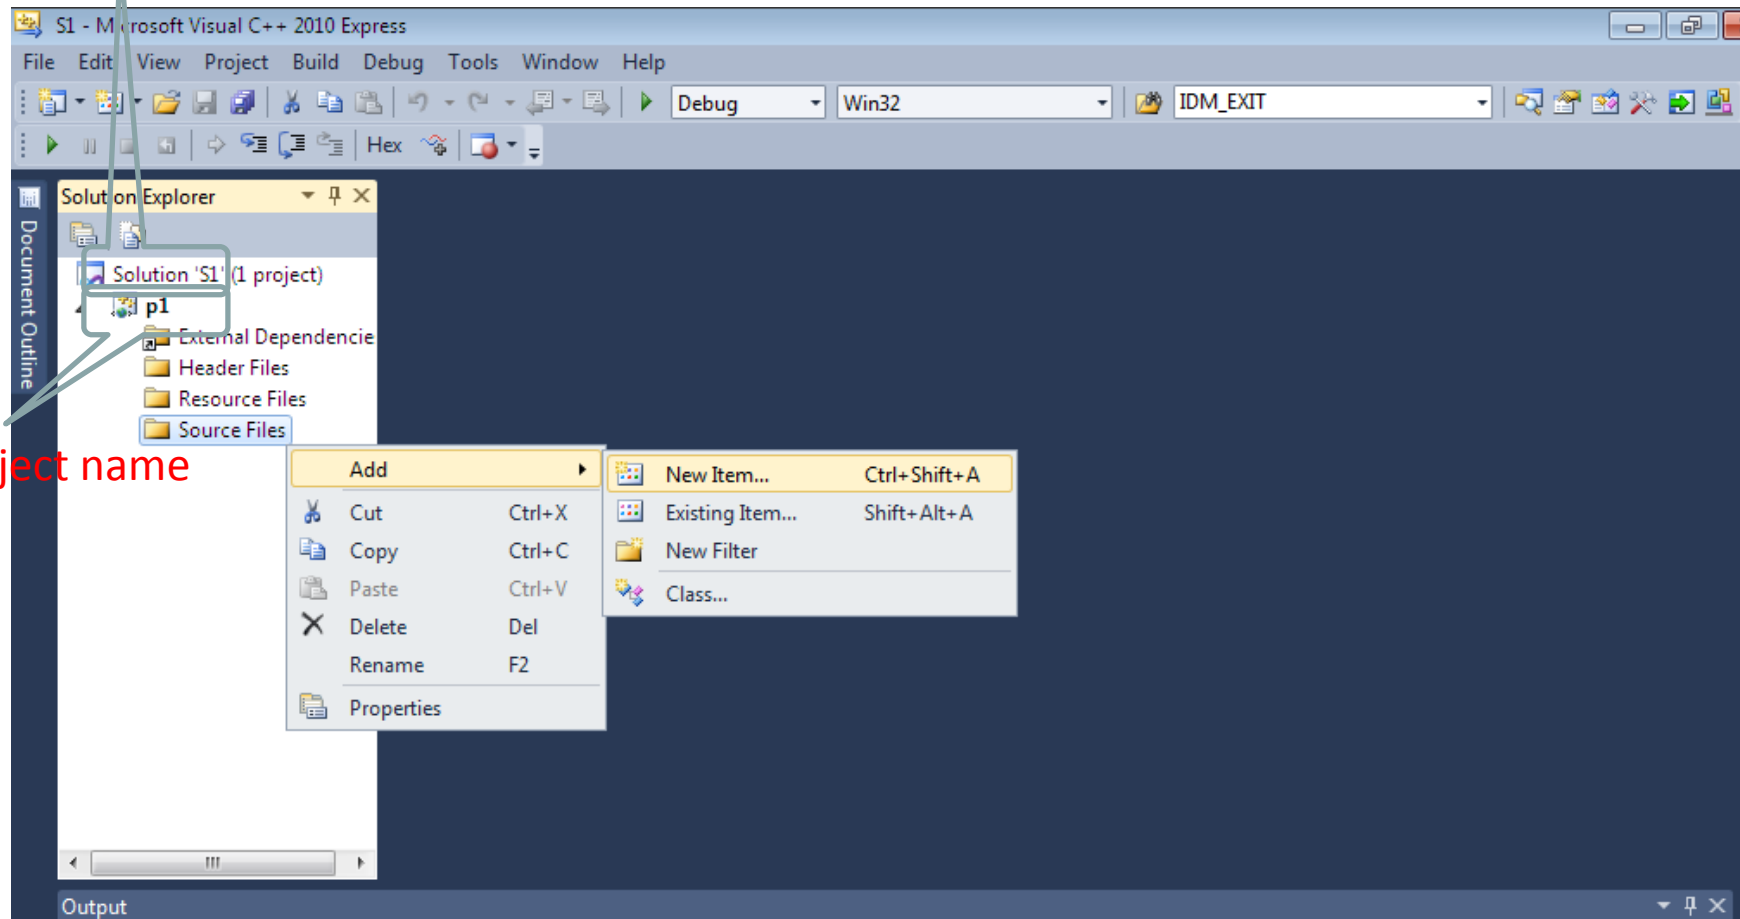 S1 - Microsoft Visual C++ 2010 Express
File Edit View Project Build Debug Tools Window Help
Debug Win32 IDM_EXIT
Hex
Document Outline
Solution Explorer
Solution 'S1' (1 project)
p1
External Dependencie
Header Files
Resource Files
Source Files
ject name
Add
Cut Ctrl+X
Copy Ctrl+C
Paste Ctrl+V
Delete Del
Rename F2
Properties
New Item... Ctrl+Shift+A
Existing Item... Shift+Alt+A
New Filter
Class...
Output